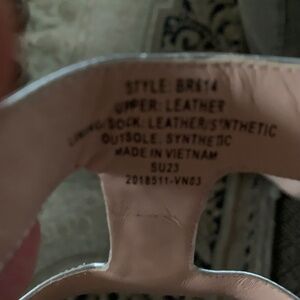 STYLE: BR614
UPPER: LEATHER
LINING/SOCK: LEATHER/SYNTHETIC
OUTSOLE: SYNTHETIC
MADE IN VIETNAM
SU23
2018511-VN03